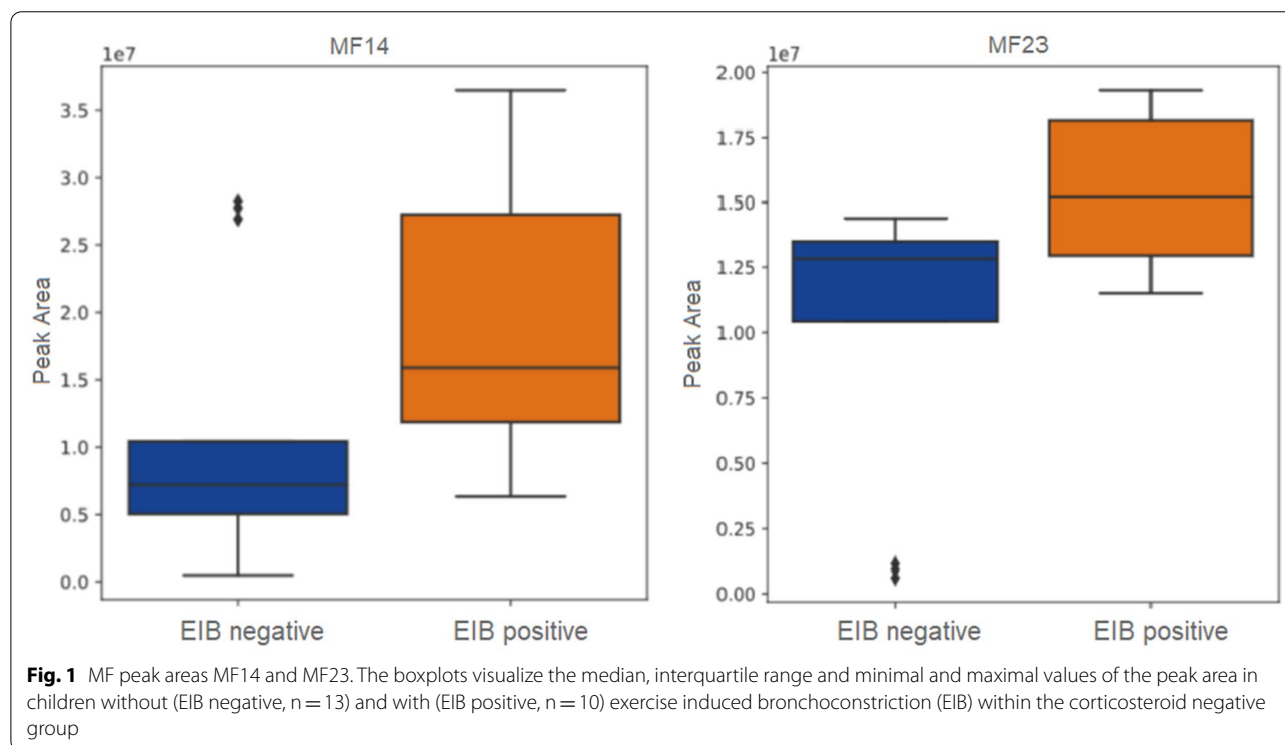 MF14
1e7
3.5
3.0
2.5
2.0
1.5
1.0
0.5
0.0
Peak Area
EIB negative
EIB positive
MF23
1e7
2.00
1.75
1.50
1.25
1.00
0.75
0.50
0.25
0.00
Peak Area
EIB negative
EIB positive
Fig. 1 MF peak areas MF14 and MF23. The boxplots visualize the median, interquartile range and minimal and maximal values of the peak area in
children without (EIB negative, n = 13) and with (EIB positive, n = 10) exercise induced bronchoconstriction (EIB) within the corticosteroid negative
group